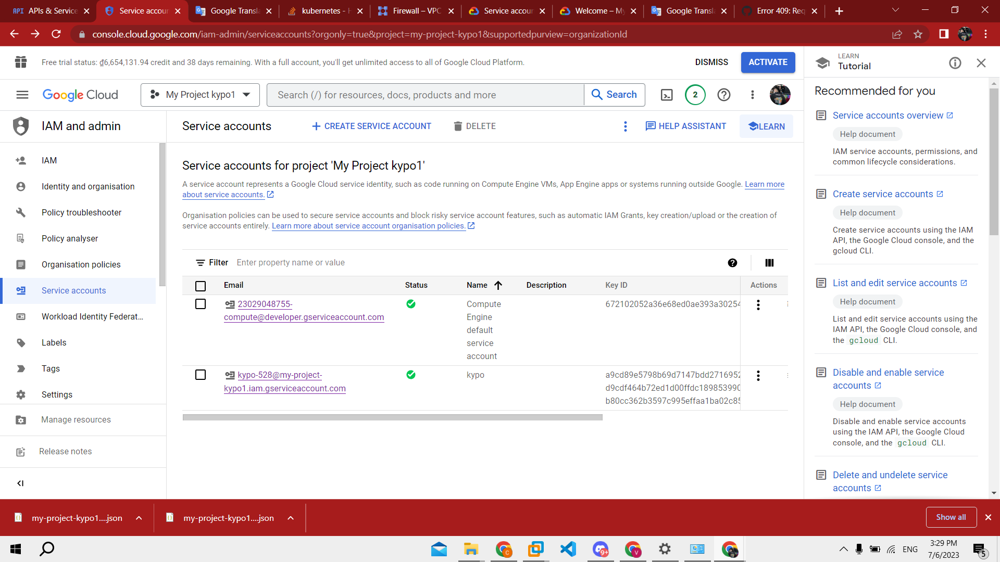 API APIs & Service
Service accoun
Google Transla
kubernetes - H
Firewall – VPC
Service accoun
Welcome – My
Google Transla
Error 409: Req
console.cloud.google.com/iam-admin/serviceaccounts?orgonly=true&project=my-project-kypo1&supportedpurview=organizationId
Free trial status: ₫6,654,131.94 credit and 38 days remaining. With a full account, you'll get unlimited access to all of Google Cloud Platform.
DISMISS
ACTIVATE
LEARN
Tutorial
Google Cloud
My Project kypo1
Search (/) for resources, docs, products and more
Search
2
IAM and admin
Service accounts
CREATE SERVICE ACCOUNT
DELETE
HELP ASSISTANT
LEARN
IAM
Identity and organisation
Policy troubleshooter
Policy analyser
Organisation policies
Service accounts
Workload Identity Federat...
Labels
Tags
Settings
Manage resources
Release notes
Service accounts for project 'My Project kypo1'
A service account represents a Google Cloud service identity, such as code running on Compute Engine VMs, App Engine apps or systems running outside Google. Learn more
about service accounts.
Organisation policies can be used to secure service accounts and block risky service account features, such as automatic IAM Grants, key creation/upload or the creation of
service accounts entirely. Learn more about service account organisation policies.
Filter Enter property name or value
Email Status Name Description Key ID Actions
23029048755-
compute@developer.gserviceaccount.com
Compute
Engine
default
service
account
672102052a36e68ed0ae393a30254
kypo-528@my-project-
kypo1.iam.gserviceaccount.com
kypo
a9cd89e5798b69d7147bdd2716952
d9cdf464b72ed1d00ffdc189853990
b80cc362b3597c995effaa1ba02c85
Recommended for you
Service accounts overview
Help document
IAM service accounts, permissions, and
common lifecycle considerations.
Create service accounts
Help document
Create service accounts using the IAM
API, the Google Cloud console, and the
gcloud CLI.
List and edit service accounts
Help document
List and edit service accounts using the
IAM API, the Google Cloud console, and
the gcloud CLI.
Disable and enable service
accounts
Help document
Disable and enable service accounts
using the IAM API, the Google Cloud
console, and the gcloud CLI.
Delete and undelete service
accounts
my-project-kypo1....json
my-project-kypo1....json
Show all
C
9+
V
ENG
3:29 PM
7/6/2023
5